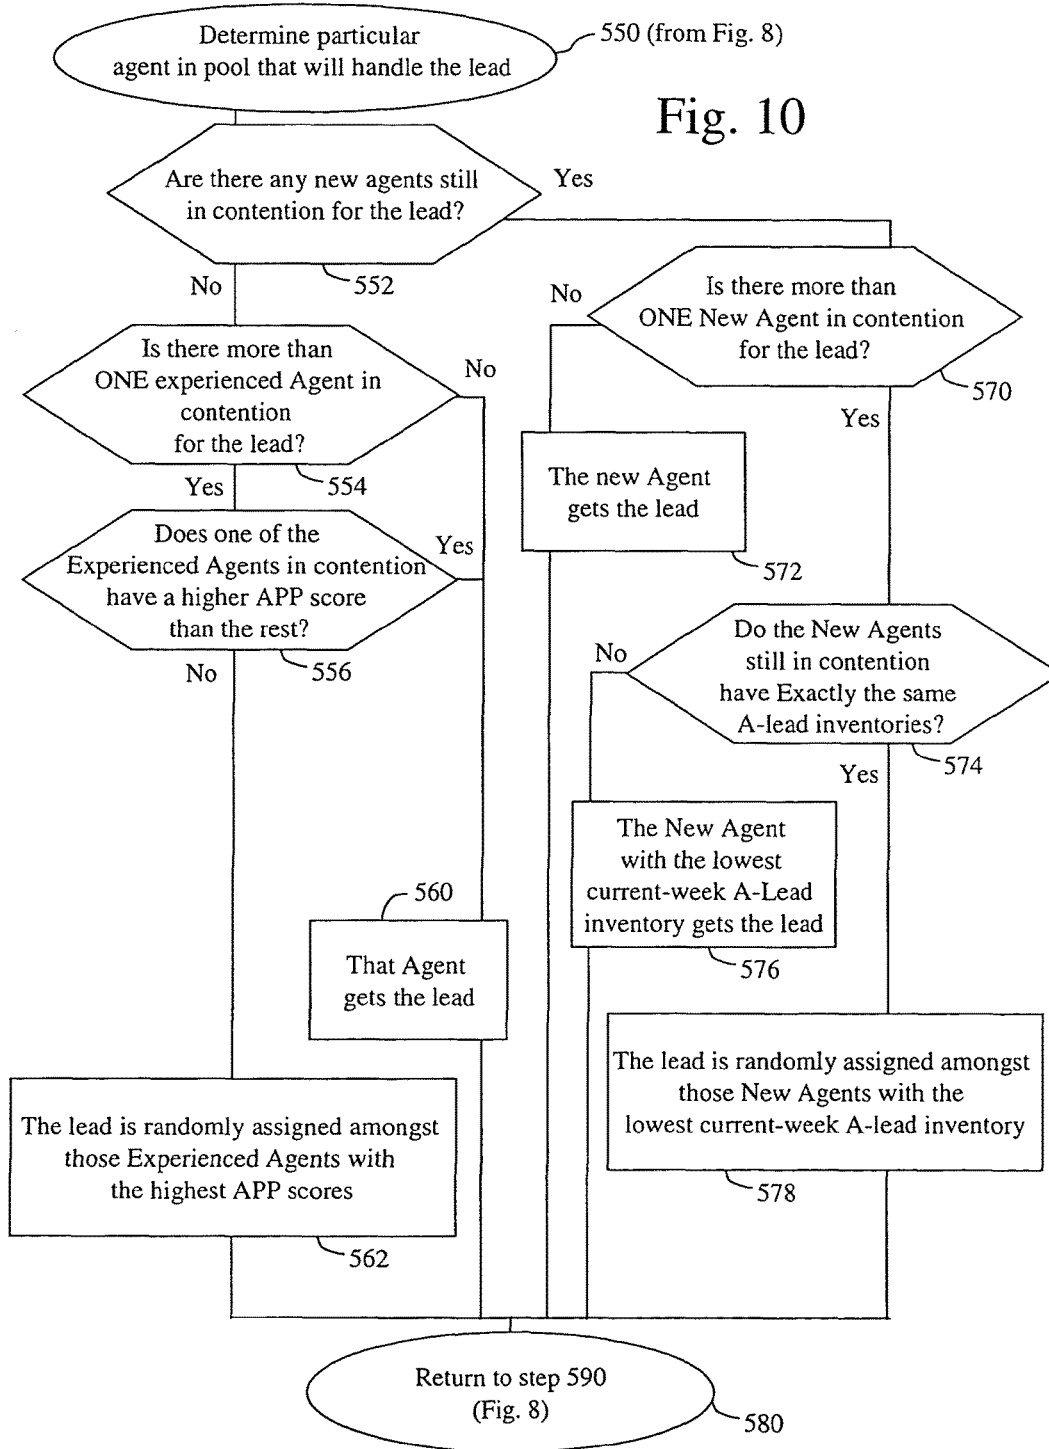 Determine particular
agent in pool that will handle the lead
550 (from Fig. 8)
Fig. 10
Are there any new agents still
in contention for the lead?
Yes
552
No
Is there more than
ONE New Agent in contention
for the lead?
No
570
Yes
Is there more than
ONE experienced Agent in
contention
for the lead?
No
554
Yes
The new Agent
gets the lead
572
Does one of the
Experienced Agents in contention
have a higher APP score
than the rest?
Yes
556
No
Do the New Agents
still in contention
have Exactly the same
A-lead inventories?
No
574
Yes
The New Agent
with the lowest
current-week A-Lead
inventory gets the lead
576
560
That Agent
gets the lead
The lead is randomly assigned amongst
those New Agents with the
lowest current-week A-lead inventory
578
The lead is randomly assigned amongst
those Experienced Agents with
the highest APP scores
562
Return to step 590
(Fig. 8)
580